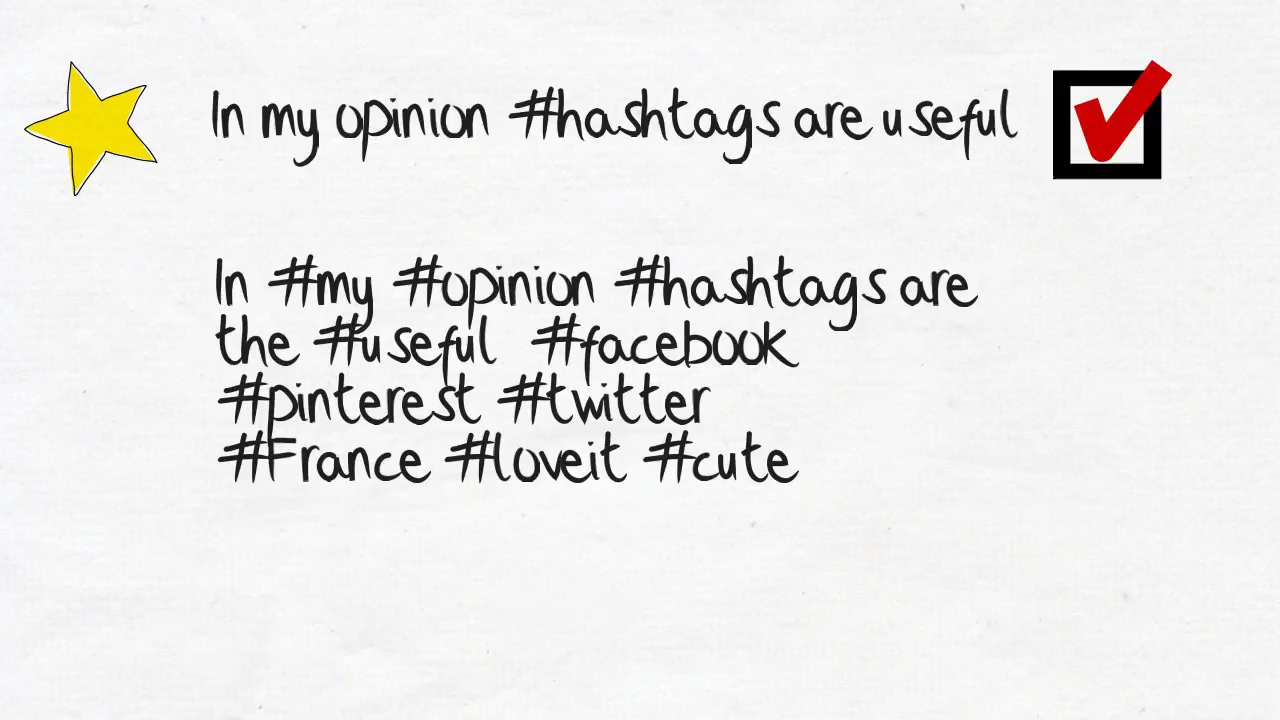 In my opinion #hashtags are useful
In #my #opinion #hashtags are
the #useful #facebook
#pinterest #twitter
#France #loveit #cute